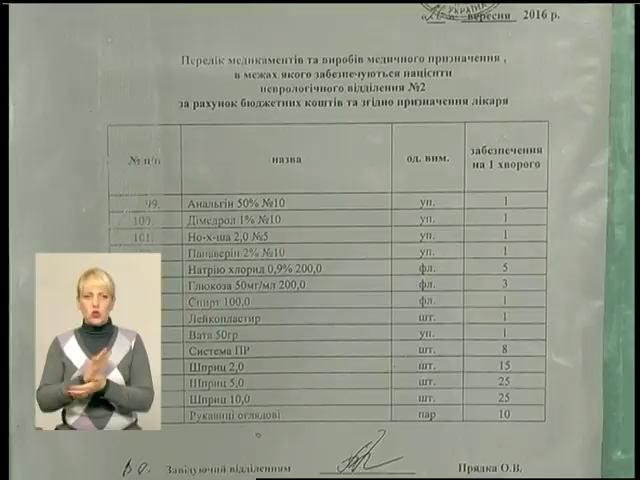 УКРАЇНА
вересня 2016 р.
Перелік медикаментів та виробів медичного призначення ,
в межах якого забезпечуються пацієнти
неврологічного відділення №2
за рахунок бюджетних коштів та згідно призначення лікаря
№ п/п назва од. вим. забезпечення на 1 хворого
99. Анальгін 50% №10 уп. 1
100. Дімедрол 1% №10 уп. 1
101. Но-х-ша 2,0 №5 уп. 1
Папаверін 2% №10 уп. 1
Натрію хлорид 0,9% 200,0 фл. 5
Глюкоза 50мг/мл 200,0 фл. 3
Спирт 100,0 фл. 1
Лейкопластир шт. 1
Вата 50гр уп. 1
Система ПР шт. 8
Шприц 2,0 шт. 15
Шприц 5,0 шт. 25
Шприц 10,0 шт. 25
Рукавиці оглядові пар 10
Завідуючий відділенням Прядка О.В.